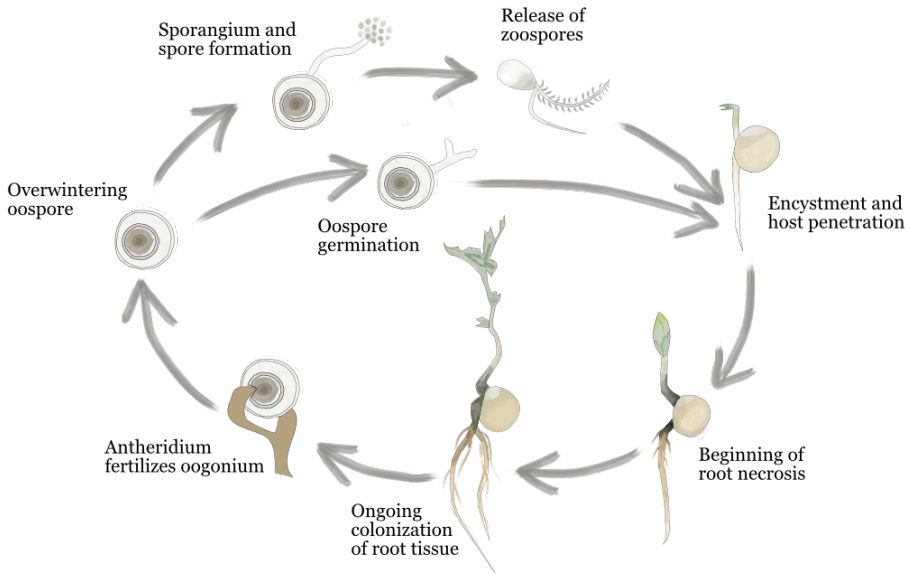 Sporangium and
spore formation
Release of
zoospores
Overwintering
oospore
Oospore
germination
Encystment and
host penetration
Antheridium
fertilizes oogonium
Beginning of
root necrosis
Ongoing
colonization
of root tissue